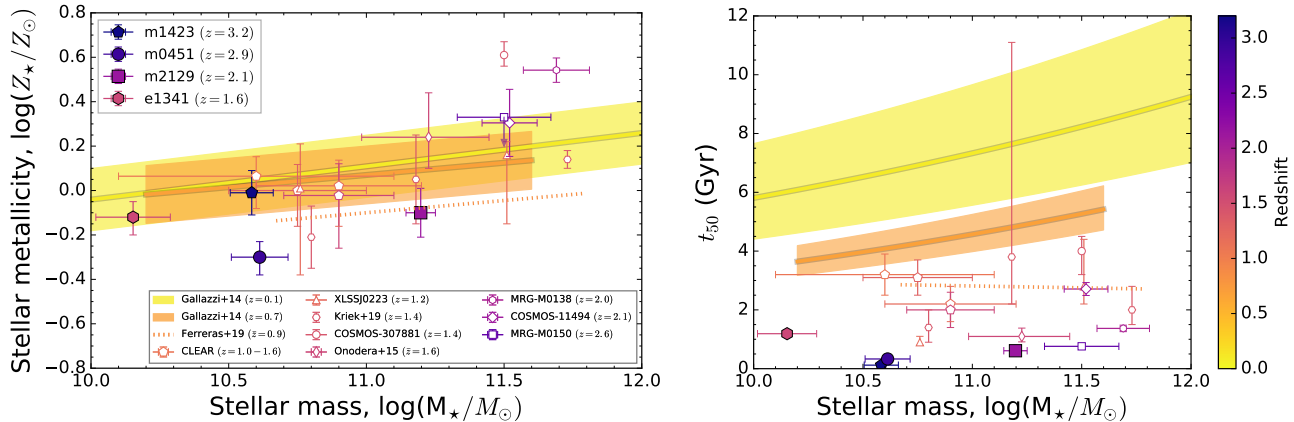 m1423 (z = 3.2)
m0451 (z = 2.9)
m2129 (z = 2.1)
e1341 (z = 1.6)
Stellar metallicity, log(Z★/Z⊙)
0.8
0.6
0.4
0.2
0.0
−0.2
−0.4
−0.6
−0.8
Gallazzi+14 (z = 0.1)
Gallazzi+14 (z = 0.7)
Ferreras+19 (z = 0.9)
CLEAR (z = 1.0 − 1.6)
XLSSJ0223 (z = 1.2)
Kriek+19 (z = 1.4)
COSMOS-307881 (z = 1.4)
Onodera+15 (z̄ = 1.6)
MRG-M0138 (z = 2.0)
COSMOS-11494 (z = 2.1)
MRG-M0150 (z = 2.6)
10.0 10.5 11.0 11.5 12.0
Stellar mass, log(M★/M⊙)
t50 (Gyr)
12
10
8
6
4
2
0
10.0 10.5 11.0 11.5 12.0
Stellar mass, log(M★/M⊙)
3.0
2.5
2.0
1.5
1.0
0.5
0.0
Redshift